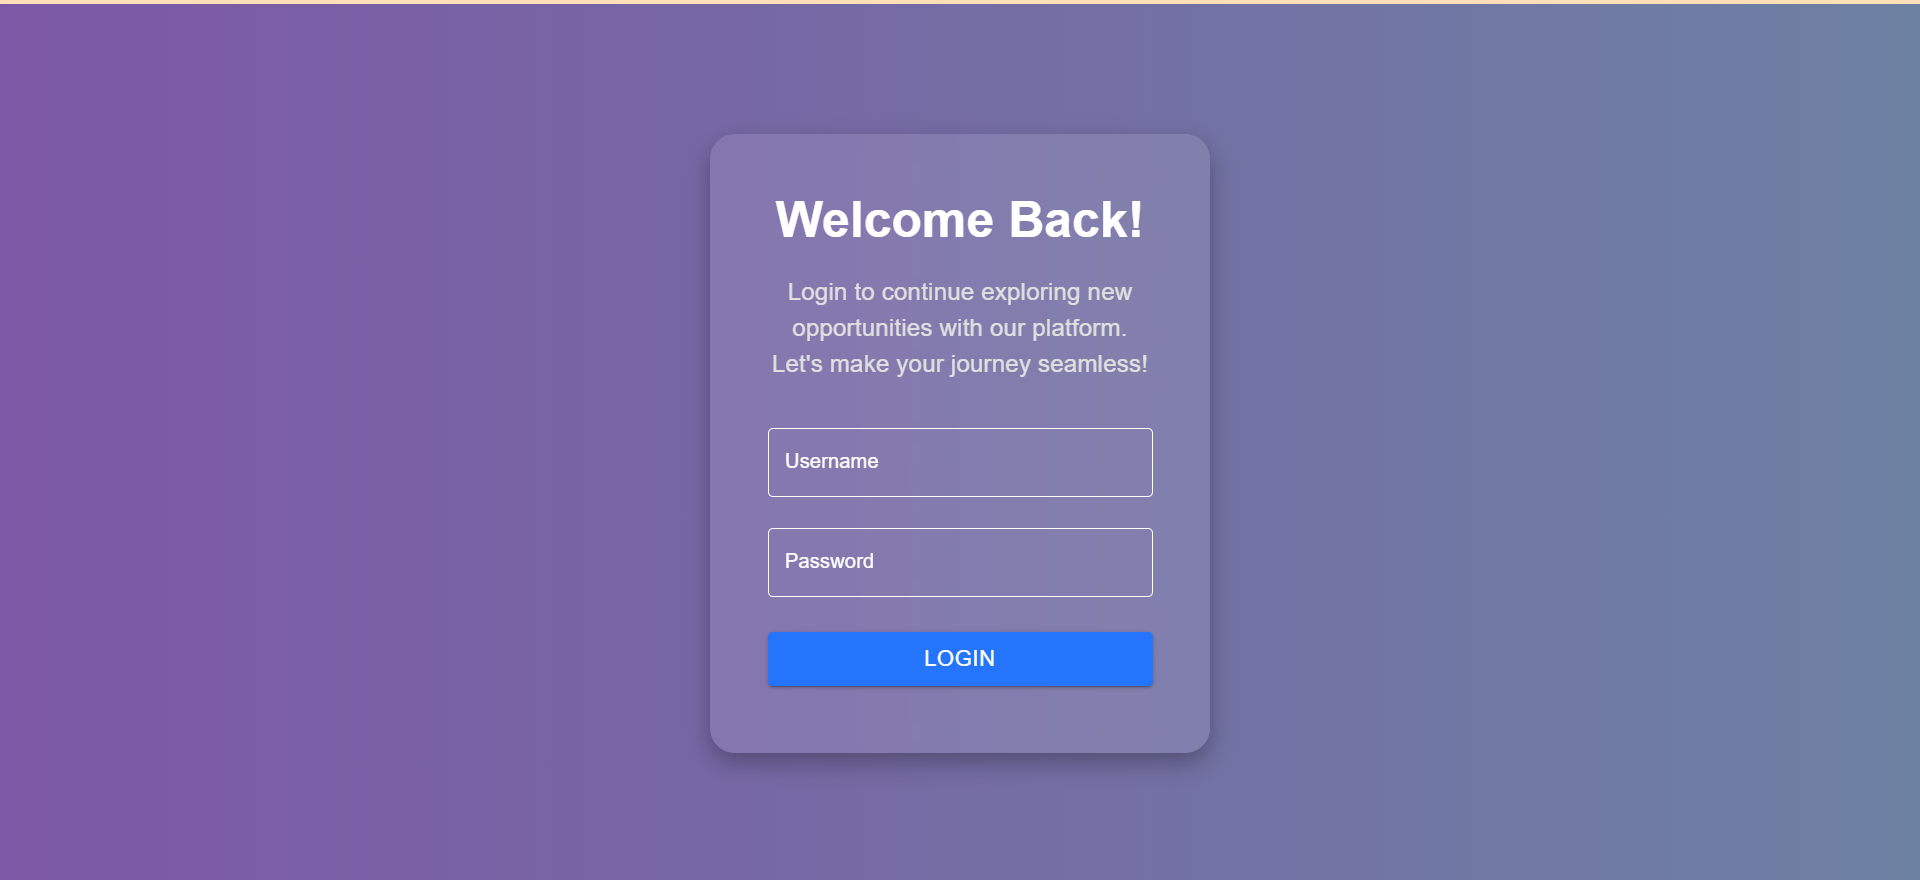 Welcome Back!
Login to continue exploring new
opportunities with our platform.
Let's make your journey seamless!
Username
Password
LOGIN